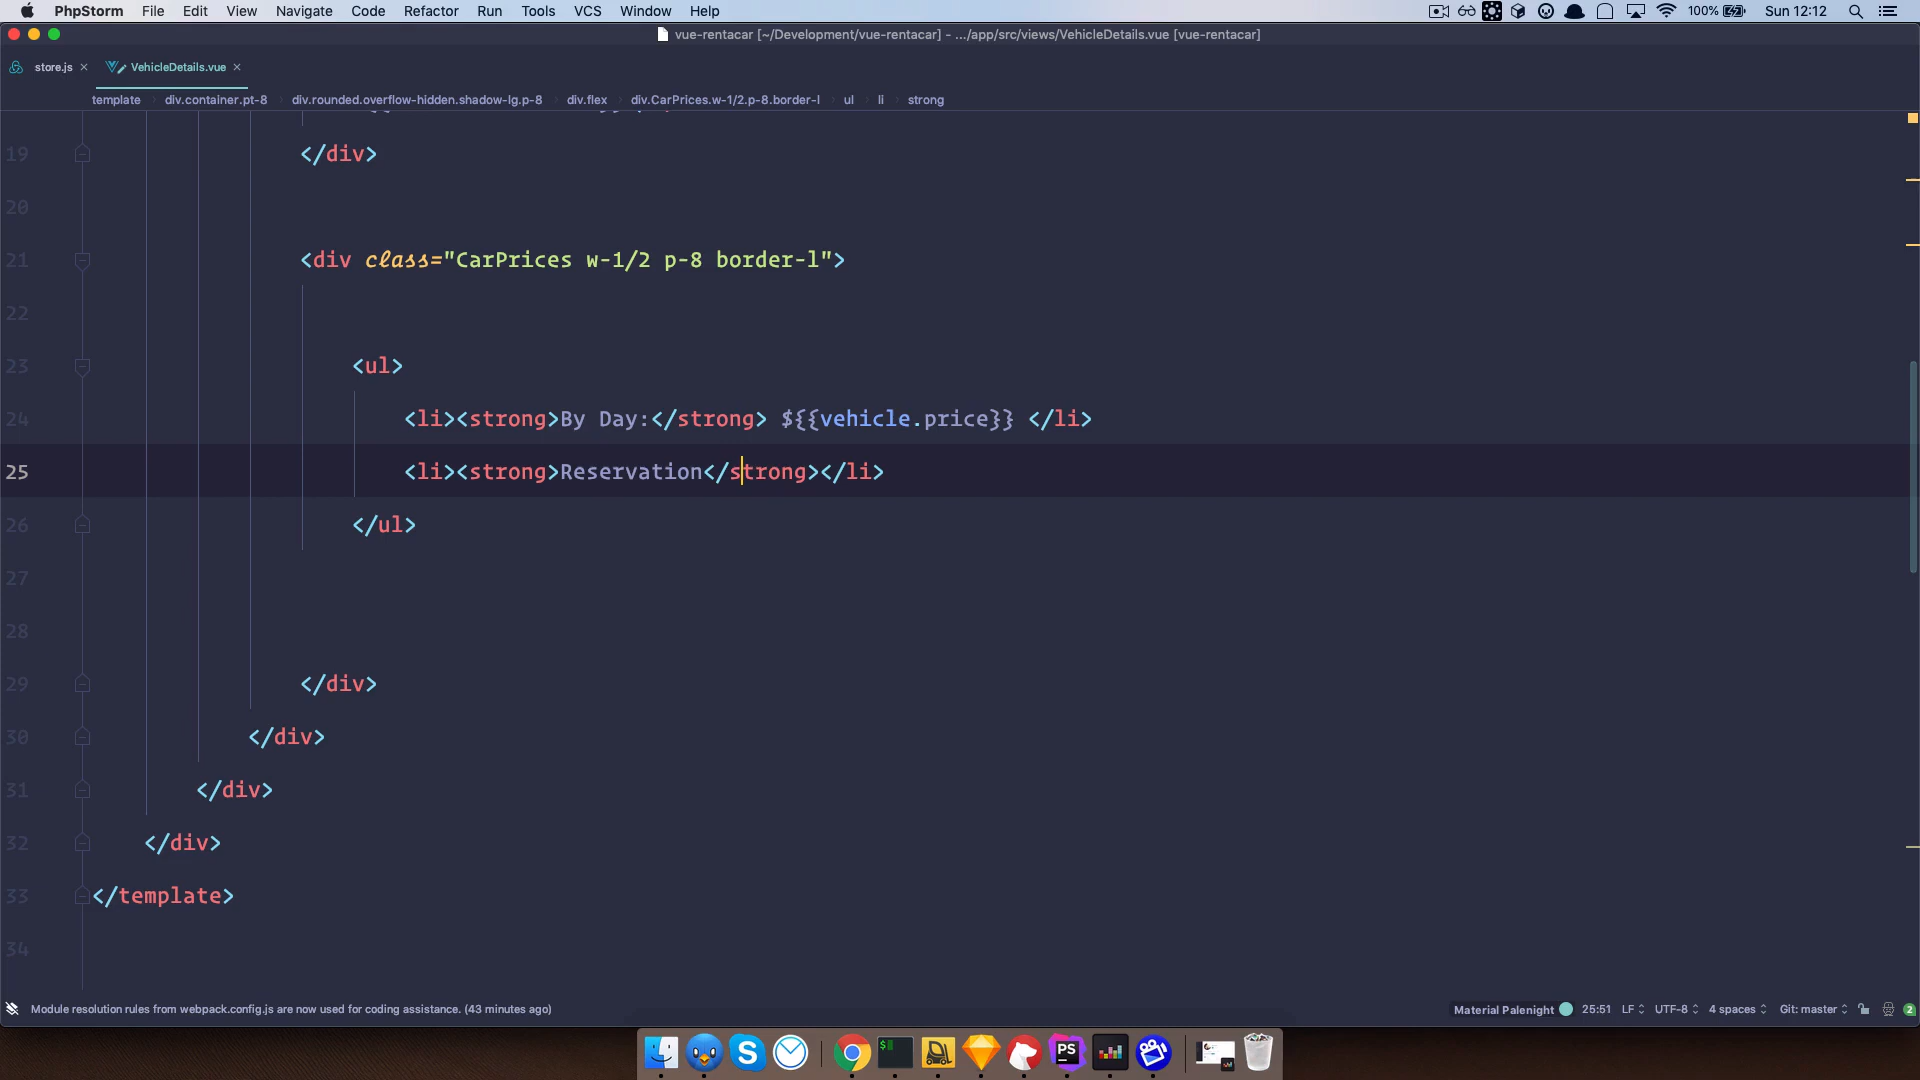 PhpStorm File Edit View Navigate Code Refactor Run Tools VCS Window Help 100% Sun 12:12
vue-rentacar [~/Development/vue-rentacar] - .../app/src/views/VehicleDetails.vue [vue-rentacar]
store.js VehicleDetails.vue
template div.container.pt-8 div.rounded.overflow-hidden.shadow-lg.p-8 div.flex div.CarPrices.w-1/2.p-8.border-l ul li strong
19 </div>
20
21 <div class="CarPrices w-1/2 p-8 border-l">
22
23 <ul>
24 <li><strong>By Day:</strong> ${{vehicle.price}} </li>
25 <li><strong>Reservation</strong></li>
26 </ul>
27
28
29 </div>
30 </div>
31 </div>
32 </div>
33 </template>
34
Module resolution rules from webpack.config.js are now used for coding assistance. (43 minutes ago) Material Palenight 25:51 LF UTF-8 4 spaces Git: master 2
PS